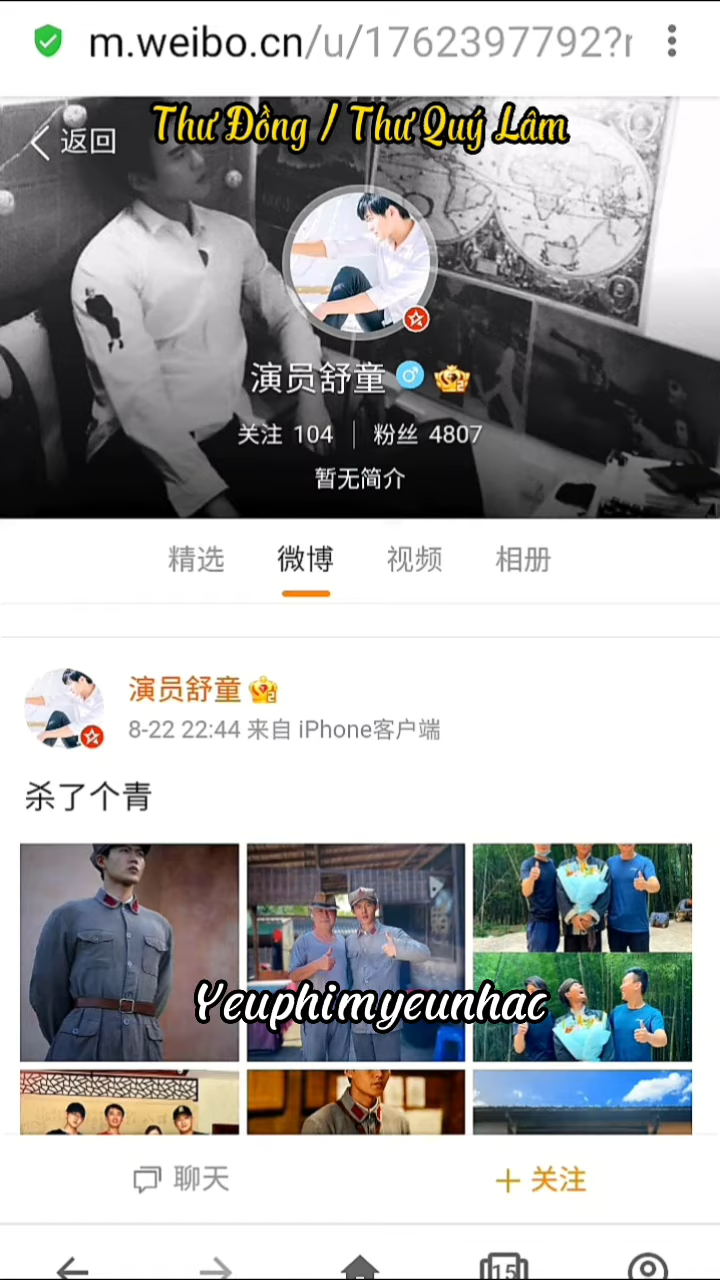 m.weibo.cn/u/1762397792?r
Thư Đồng / Thư Quý Lâm
返回
演员舒童
关注 104 | 粉丝 4807
暂无简介
精选 微博 视频 相册
演员舒童
8-22 22:44 来自 iPhone客户端
杀了个青
Yeuphimyeunhac
聊天 + 关注
15